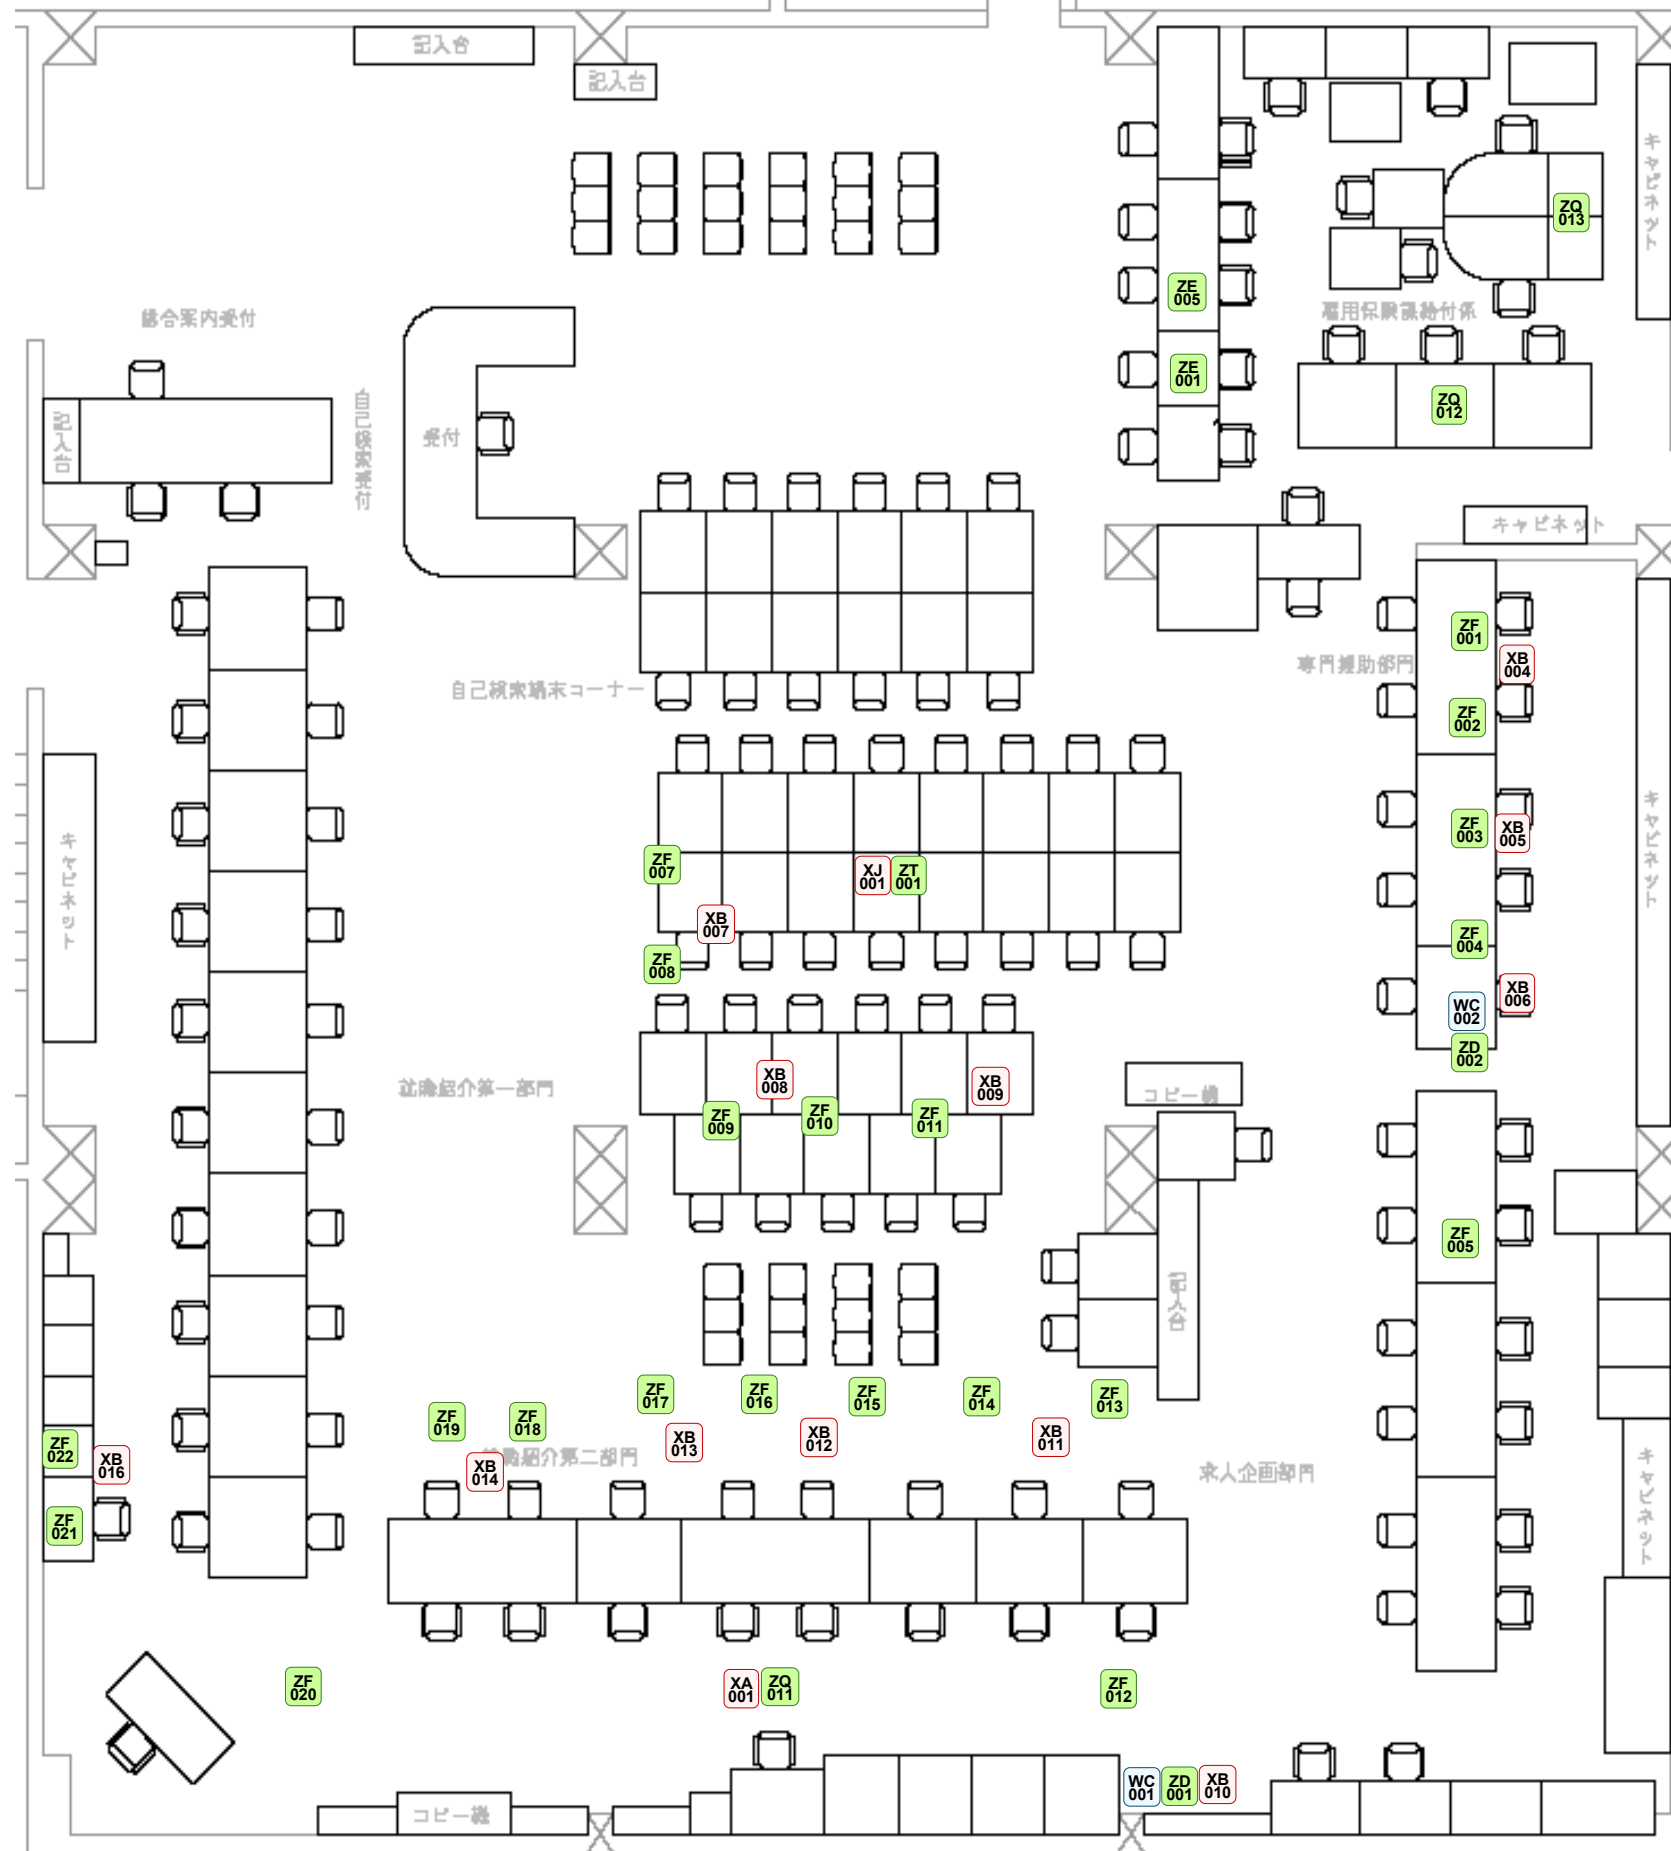 記入台
記入台
キャビネット
ZQ
013
ZE
005
総合案内受付
雇用保険課給付係
ZE
001
自己検索受付
記入台
受付
ZQ
012
キャビネット
ZF
001
専門援助部門
XB
004
自己検索端末コーナー
ZF
002
キャビネット
キャビネット
ZF
003
XB
005
ZF
007
XJ
001
ZT
001
XB
007
ZF
004
ZF
008
XB
006
WC
002
ZD
002
XB
008
XB
009
就職紹介第一部門
コピー機
ZF
009
ZF
010
ZF
011
ZF
005
記入台
ZF
017
ZF
016
ZF
015
ZF
014
ZF
013
ZF
019
ZF
018
XB
013
XB
012
XB
011
ZF
022
XB
016
就職紹介第二部門
XB
014
求人企画部門
キャビネット
ZF
021
ZF
020
XA
001
ZQ
011
ZF
012
WC
001
ZD
001
XB
010
コピー機